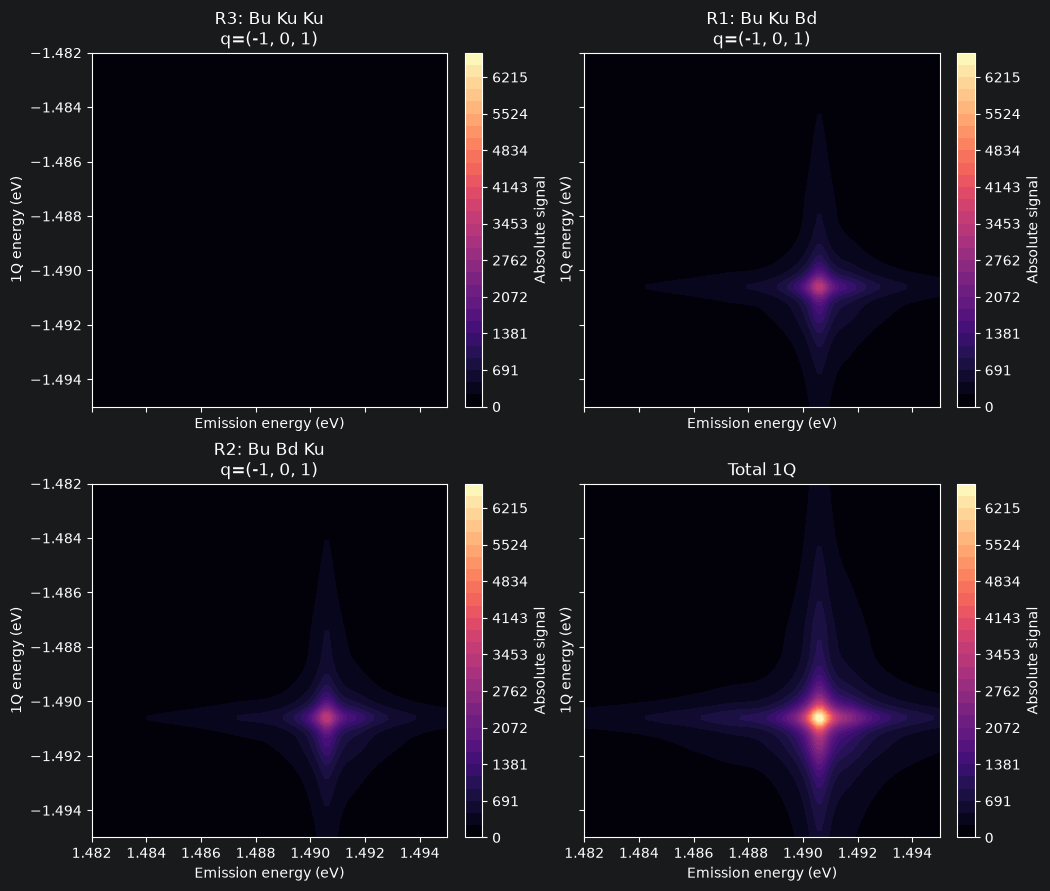 R3: Bu Ku Ku
q=(-1, 0, 1)
−1.482
−1.484
−1.486
−1.488
−1.490
−1.492
−1.494
1Q energy (eV)
Emission energy (eV)
6215
5524
4834
4143
3453
2762
2072
1381
691
0
Absolute signal
R1: Bu Ku Bd
q=(-1, 0, 1)
1Q energy (eV)
Emission energy (eV)
6215
5524
4834
4143
3453
2762
2072
1381
691
0
Absolute signal
R2: Bu Bd Ku
q=(-1, 0, 1)
−1.482
−1.484
−1.486
−1.488
−1.490
−1.492
−1.494
1Q energy (eV)
1.482 1.484 1.486 1.488 1.490 1.492 1.494
Emission energy (eV)
6215
5524
4834
4143
3453
2762
2072
1381
691
0
Absolute signal
Total 1Q
1Q energy (eV)
1.482 1.484 1.486 1.488 1.490 1.492 1.494
Emission energy (eV)
6215
5524
4834
4143
3453
2762
2072
1381
691
0
Absolute signal